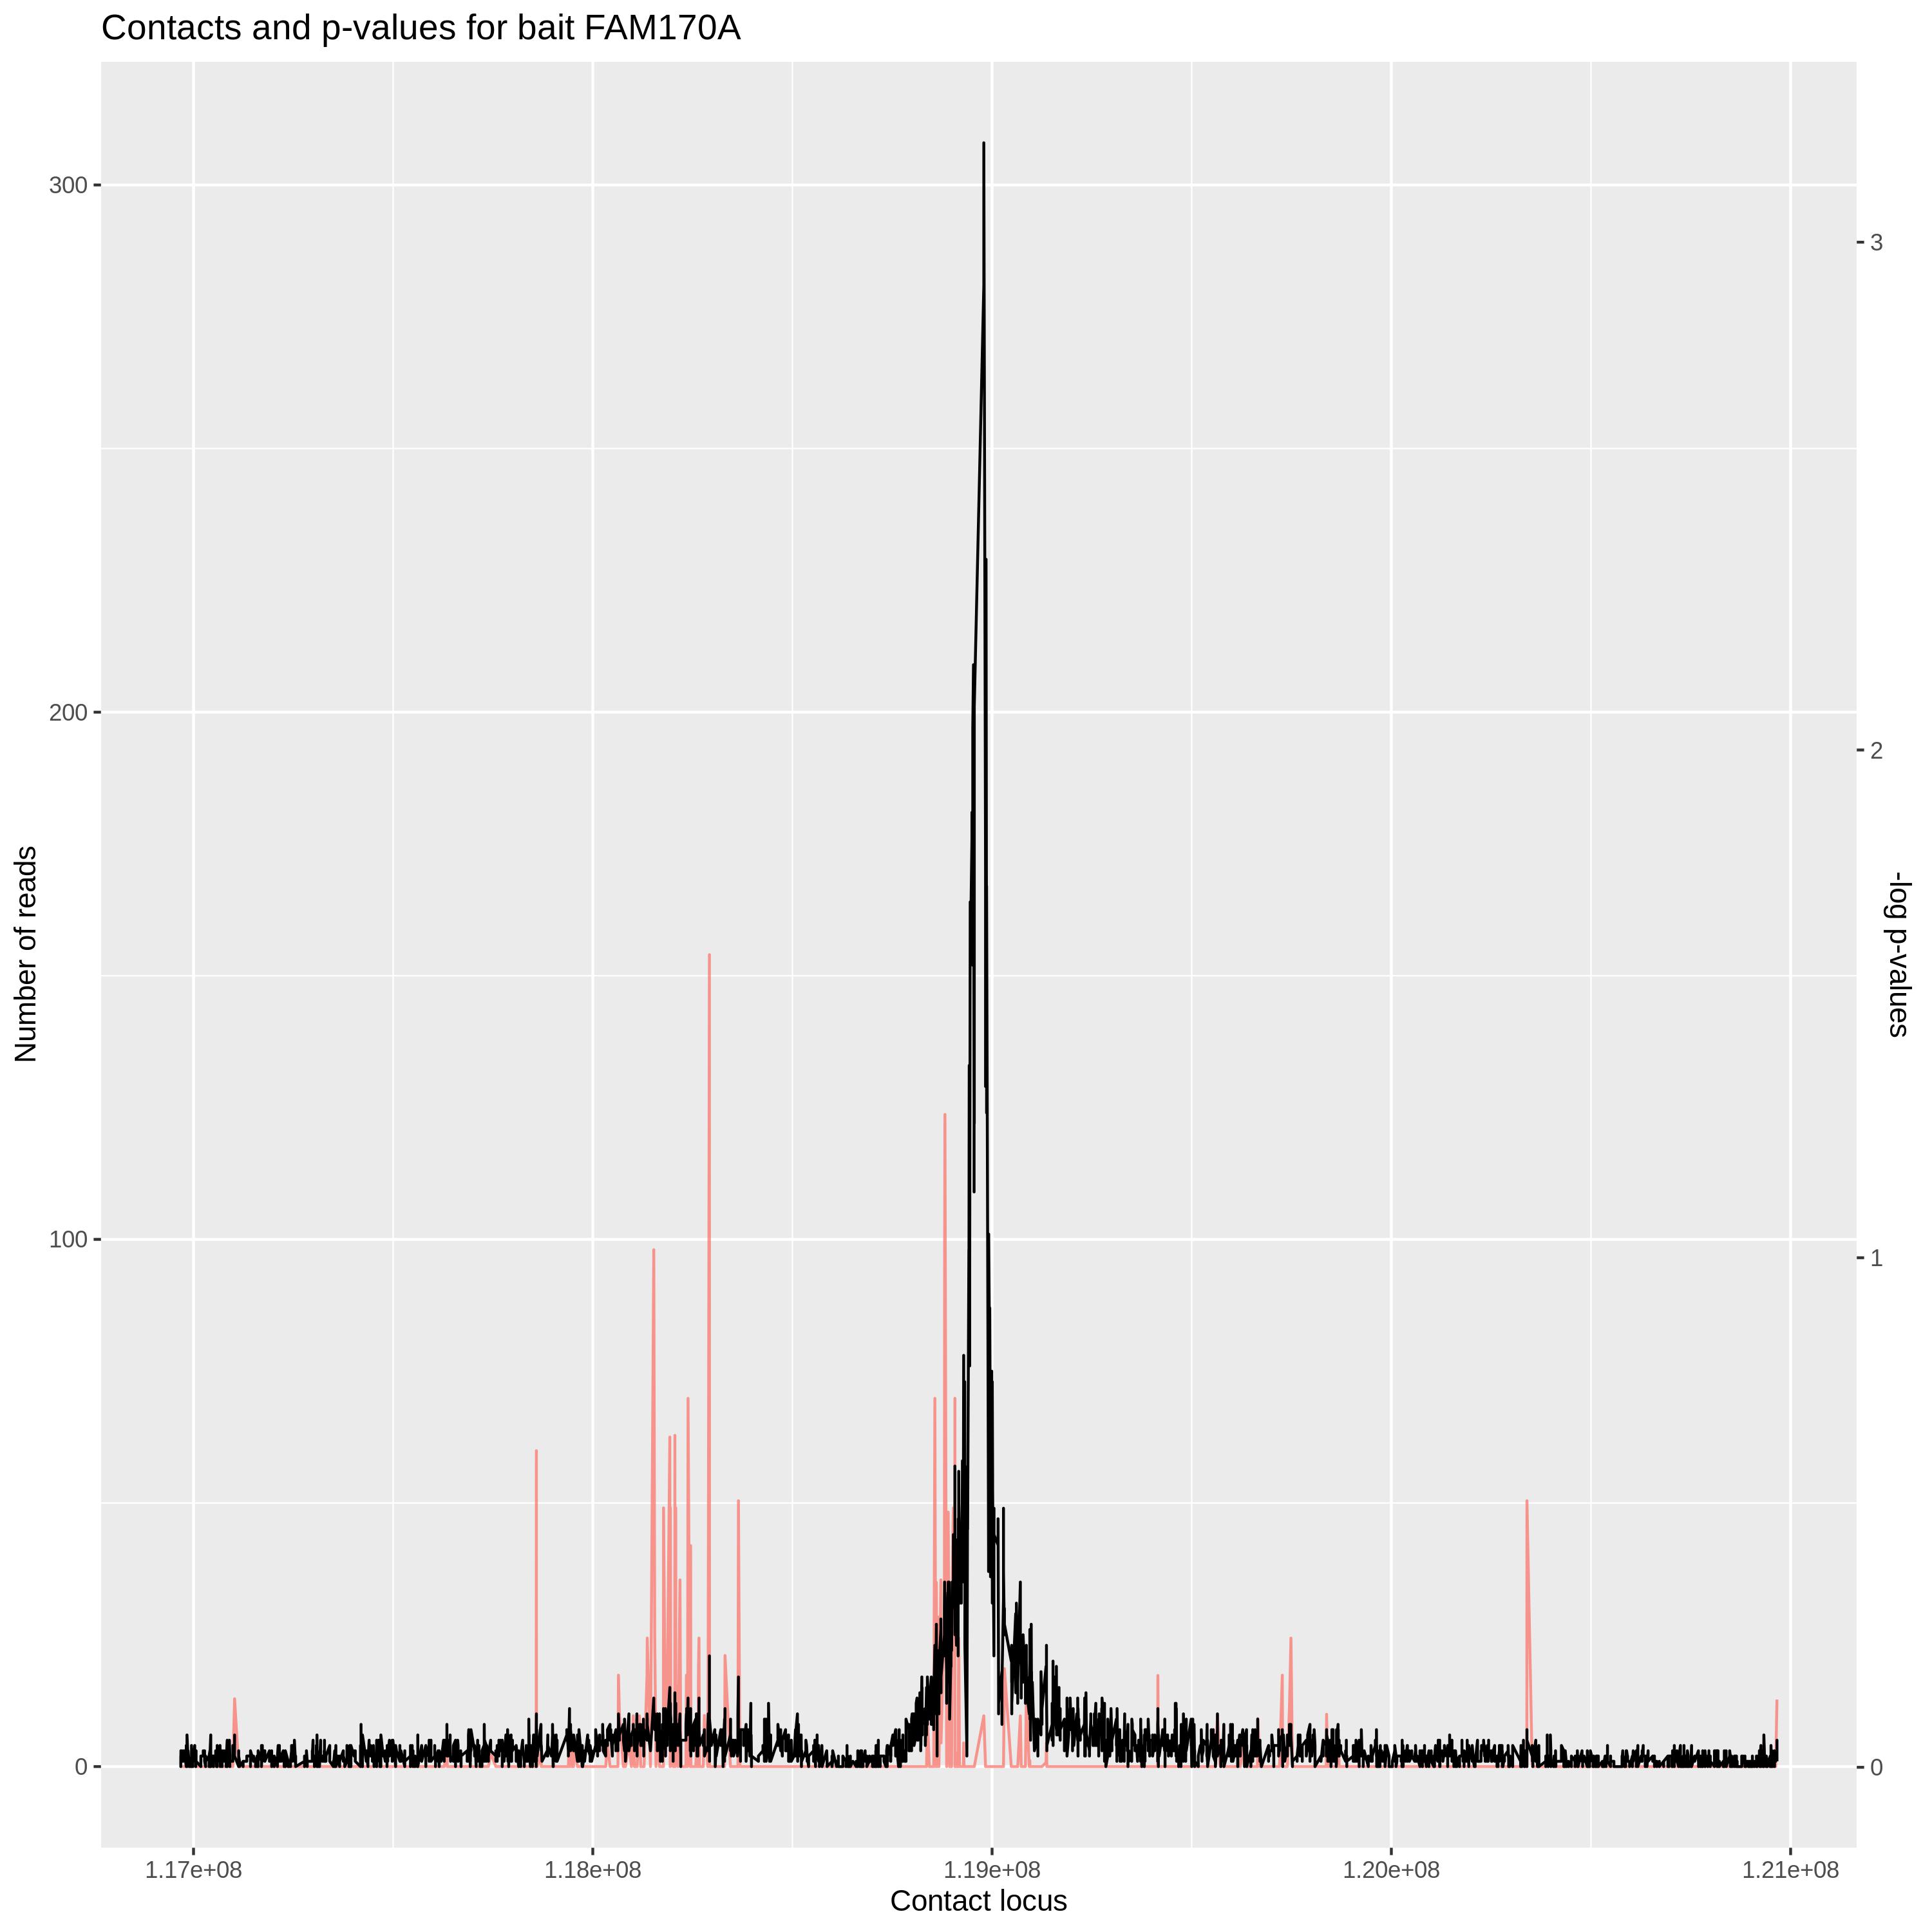 Contacts and p-values for bait FAM170A
300
200
100
0
Number of reads
3
2
1
0
-log p-values
1.17e+08
1.18e+08
1.19e+08
1.20e+08
1.21e+08
Contact locus